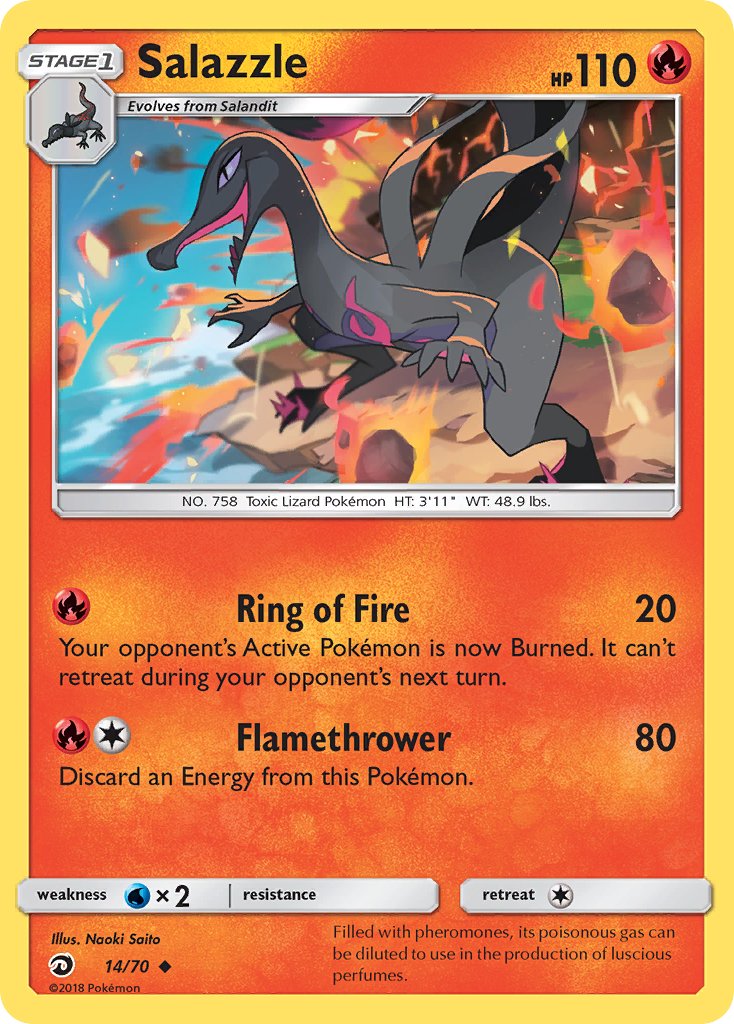 STAGE1
Salazzle
HP110
Evolves from Salandit
NO. 758 Toxic Lizard Pokémon HT: 3'11" WT: 48.9 lbs.
Ring of Fire 20
Your opponent's Active Pokémon is now Burned. It can't
retreat during your opponent's next turn.
Flamethrower 80
Discard an Energy from this Pokémon.
weakness ×2 resistance retreat
Illus. Naoki Saito
14/70
©2018 Pokémon
Filled with pheromones, its poisonous gas can
be diluted to use in the production of luscious
perfumes.